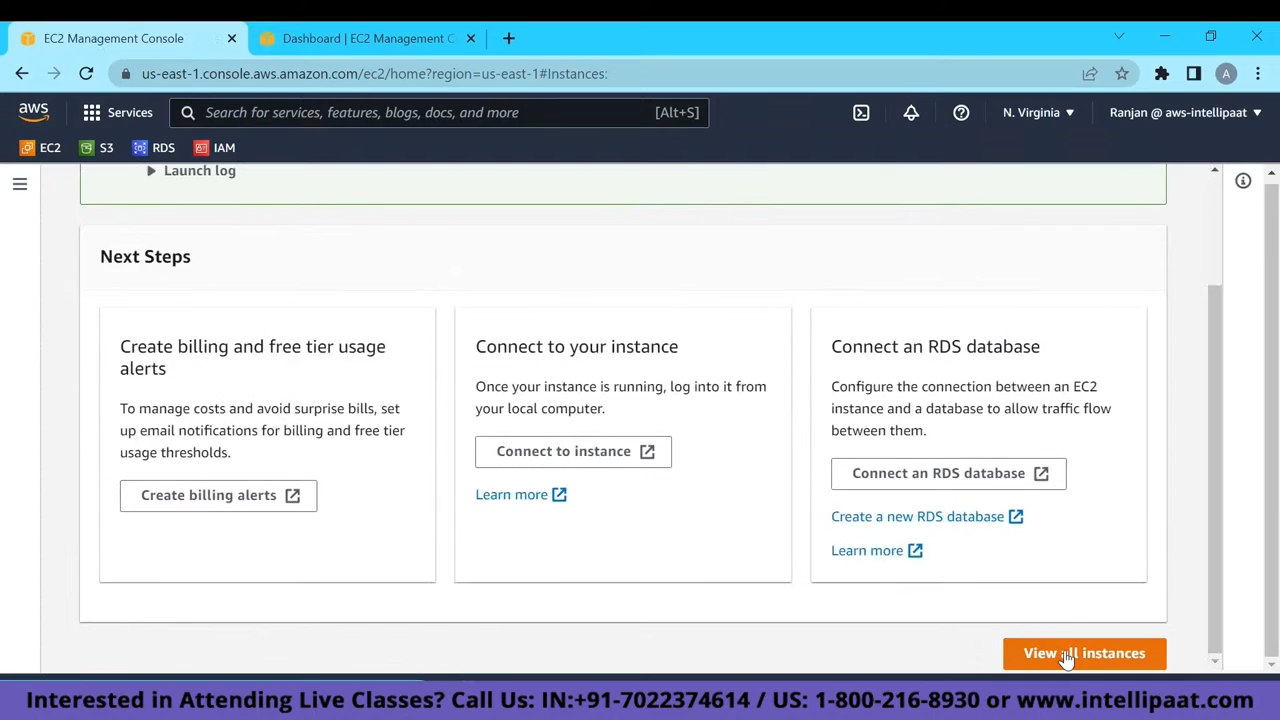 EC2 Management Console
Dashboard | EC2 Management C
us-east-1.console.aws.amazon.com/ec2/home?region=us-east-1#Instances:
A
aws
Services
Search for services, features, blogs, docs, and more
[Alt+S]
N. Virginia
Ranjan @ aws-intellipaat
EC2
S3
RDS
IAM
Launch log
Next Steps
Create billing and free tier usage
alerts
To manage costs and avoid surprise bills, set
up email notifications for billing and free tier
usage thresholds.
Create billing alerts
Connect to your instance
Once your instance is running, log into it from
your local computer.
Connect to instance
Learn more
Connect an RDS database
Configure the connection between an EC2
instance and a database to allow traffic flow
between them.
Connect an RDS database
Create a new RDS database
Learn more
View all instances
Interested in Attending Live Classes? Call Us: IN:+91-7022374614 / US: 1-800-216-8930 or www.intellipaat.com